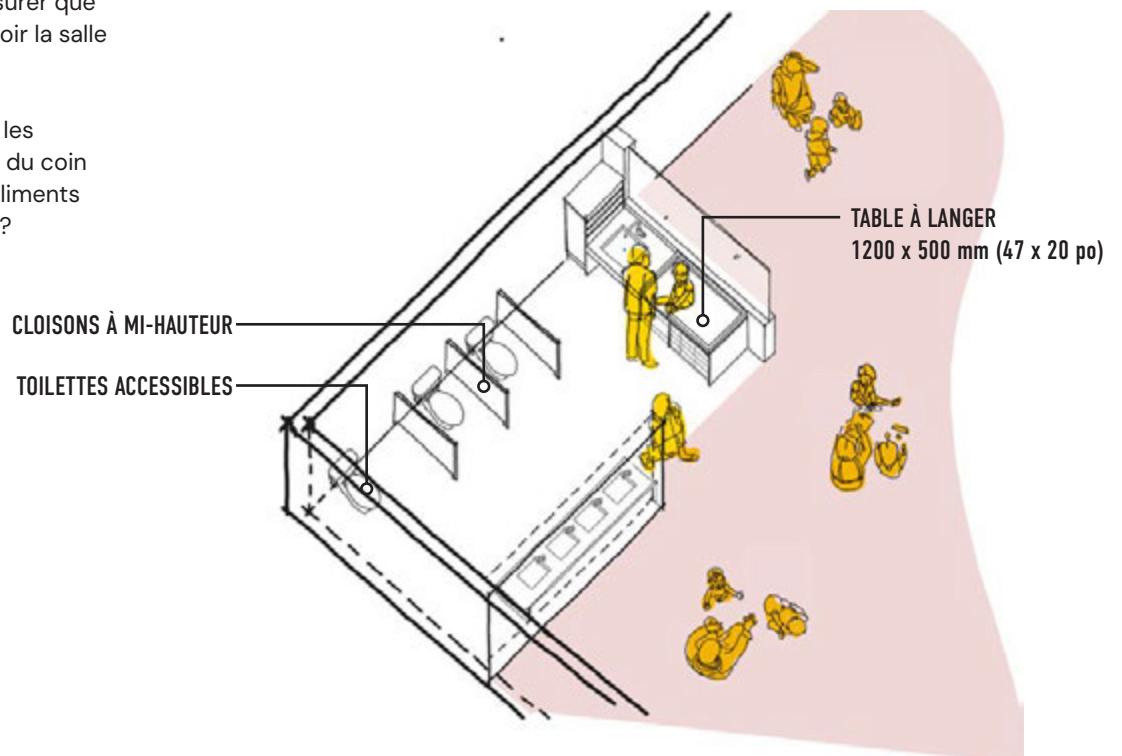 surer que
oir la salle
les
du coin
liments
?
TABLE À LANGER
1200 x 500 mm (47 x 20 po)
CLOISONS À MI-HAUTEUR
TOILETTES ACCESSIBLES